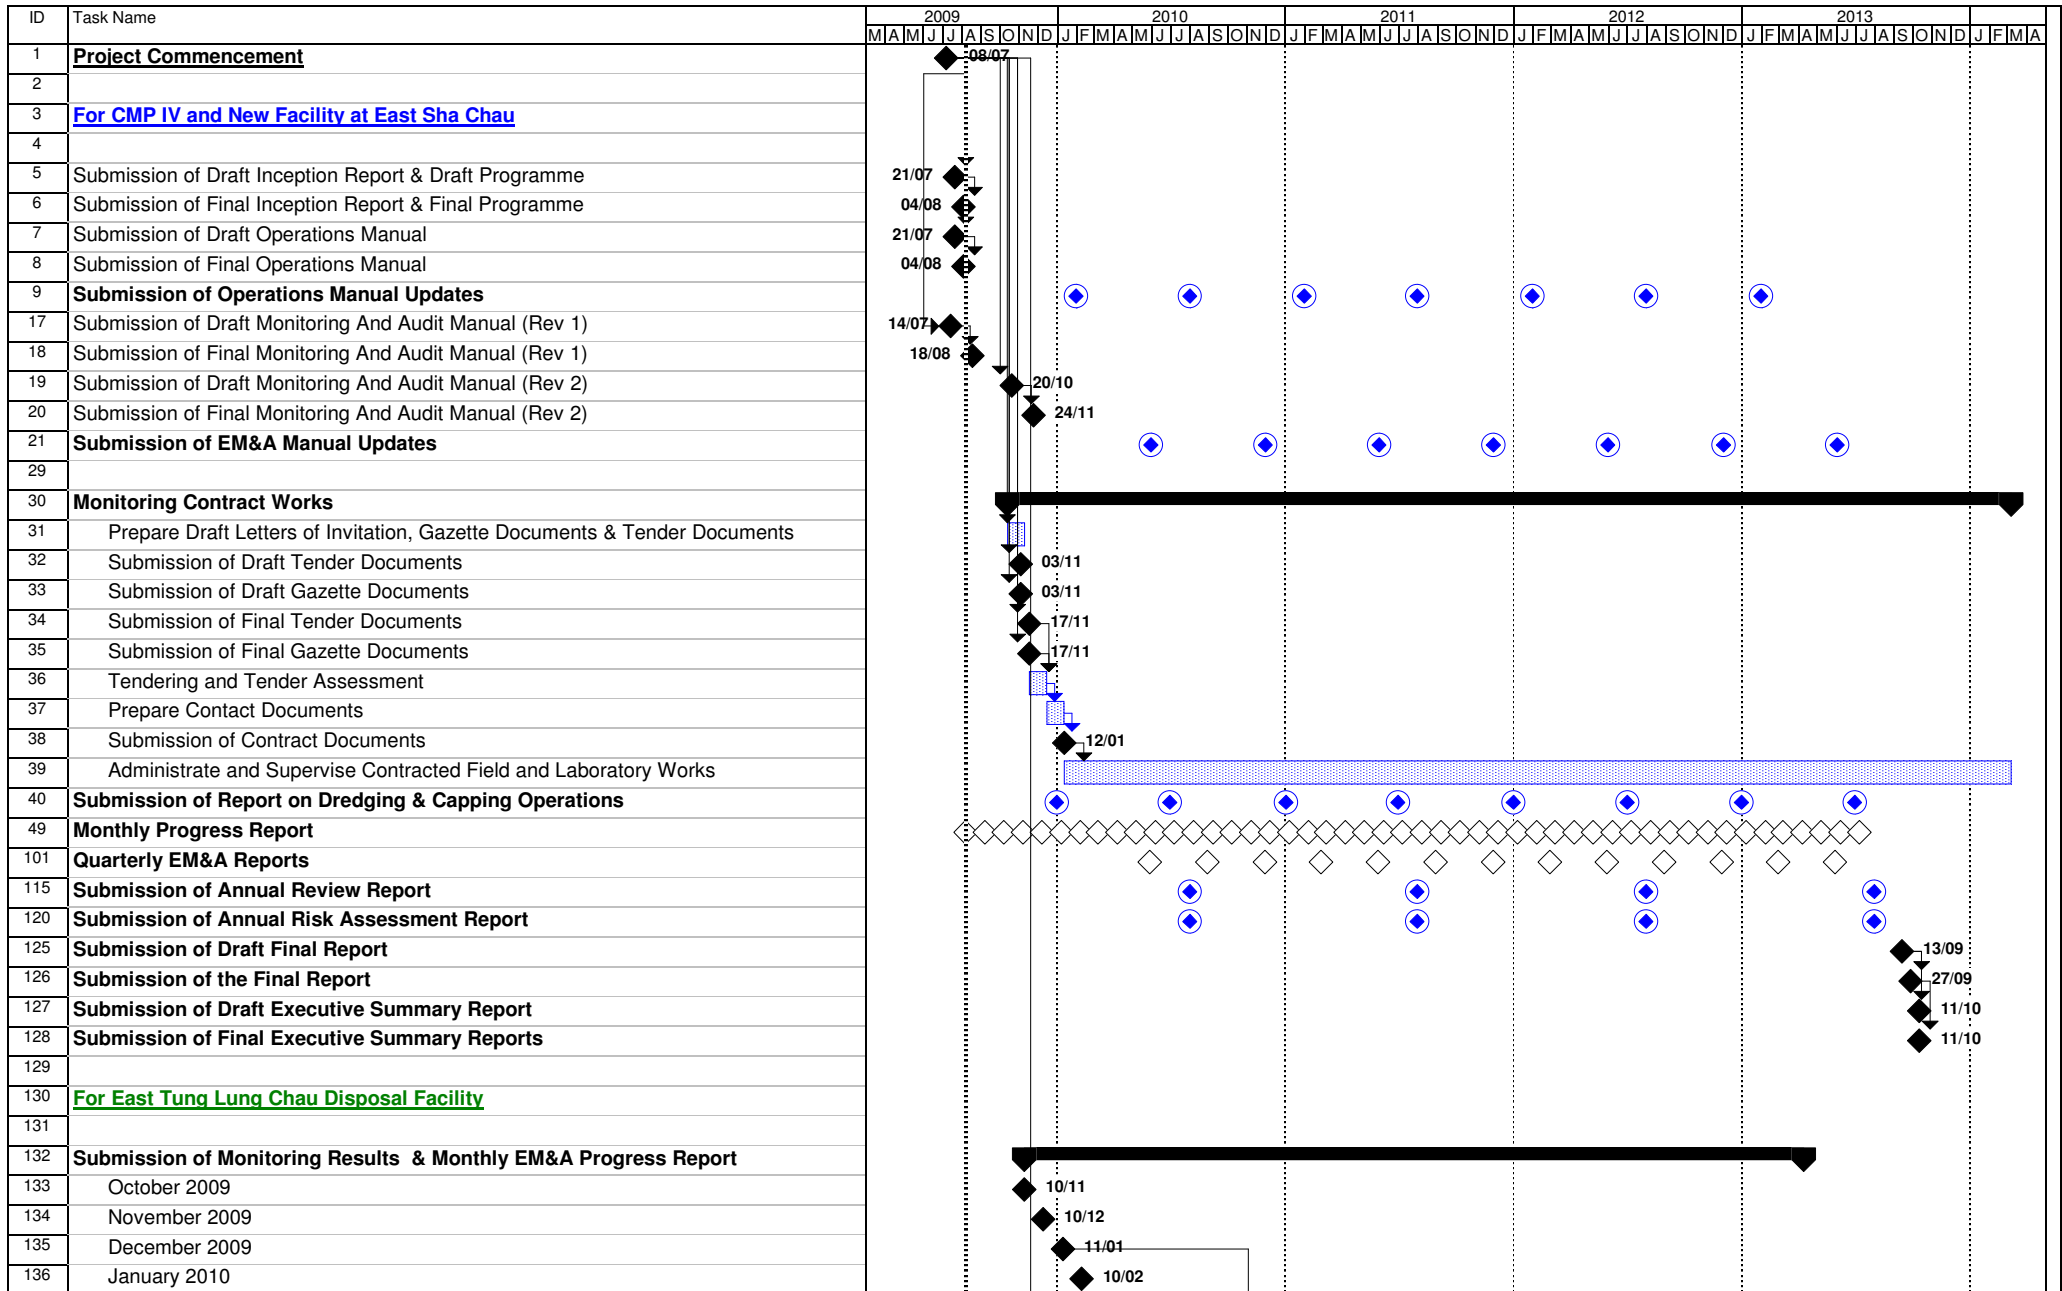 ID Task Name 2009 2010 2011 2012 2013
M A M J J A S O N D J F M A M J J A S O N D J F M A M J J A S O N D J F M A M J J A S O N D J F M A M J J A S O N D J F M A
1 Project Commencement 08/07
2
3 For CMP IV and New Facility at East Sha Chau
4
5 Submission of Draft Inception Report & Draft Programme 21/07
6 Submission of Final Inception Report & Final Programme 04/08
7 Submission of Draft Operations Manual 21/07
8 Submission of Final Operations Manual 04/08
9 Submission of Operations Manual Updates
17 Submission of Draft Monitoring And Audit Manual (Rev 1) 14/07
18 Submission of Final Monitoring And Audit Manual (Rev 1) 18/08
19 Submission of Draft Monitoring And Audit Manual (Rev 2) 20/10
20 Submission of Final Monitoring And Audit Manual (Rev 2) 24/11
21 Submission of EM&A Manual Updates
29
30 Monitoring Contract Works
31 Prepare Draft Letters of Invitation, Gazette Documents & Tender Documents
32 Submission of Draft Tender Documents 03/11
33 Submission of Draft Gazette Documents 03/11
34 Submission of Final Tender Documents 17/11
35 Submission of Final Gazette Documents 17/11
36 Tendering and Tender Assessment
37 Prepare Contact Documents
38 Submission of Contract Documents 12/01
39 Administrate and Supervise Contracted Field and Laboratory Works
40 Submission of Report on Dredging & Capping Operations
49 Monthly Progress Report
101 Quarterly EM&A Reports
115 Submission of Annual Review Report
120 Submission of Annual Risk Assessment Report
125 Submission of Draft Final Report 13/09
126 Submission of the Final Report 27/09
127 Submission of Draft Executive Summary Report 11/10
128 Submission of Final Executive Summary Reports 11/10
129
130 For East Tung Lung Chau Disposal Facility
131
132 Submission of Monitoring Results & Monthly EM&A Progress Report
133 October 2009 10/11
134 November 2009 10/12
135 December 2009 11/01
136 January 2010 10/02